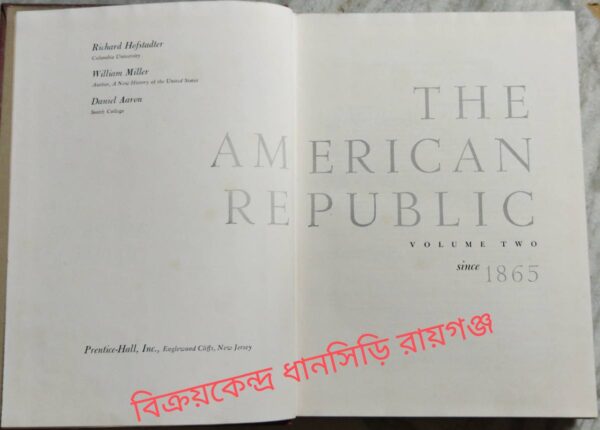 Richard Hofstadter
Columbia University
William Miller
Author, A New History of the United States
Daniel Aaron
Smith College
THE
AMERICAN
REPUBLIC
VOLUME TWO
since 1865
Prentice-Hall, Inc., Englewood Cliffs, New Jersey
বিক্রয়কেন্দ্র ধানসিড়ি রায়গঞ্জ